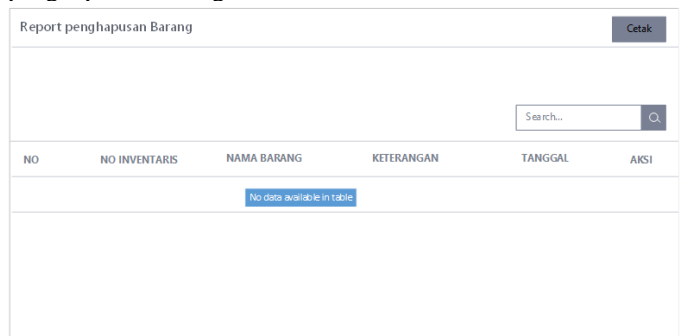 Report penghapusan Barang
Cetak
Search...
NO NO INVENTARIS NAMA BARANG KETERANGAN TANGGAL AKSI
No data available in table